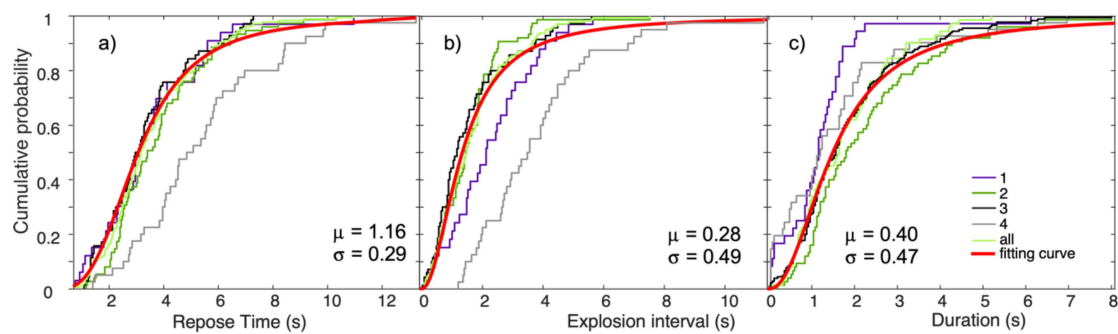 Cumulative probability
1
0.8
0.6
0.4
0.2
0
a)
μ = 1.16
σ = 0.29
2 4 6 8 10 12
Repose Time (s)
b)
μ = 0.28
σ = 0.49
0 2 4 6 8 10
Explosion interval (s)
c)
μ = 0.40
σ = 0.47
1
2
3
4
all
fitting curve
0 1 2 3 4 5 6 7 8
Duration (s)